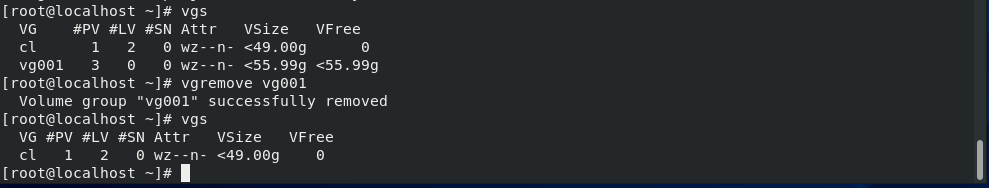 [root@localhost ~]# vgs
  VG    #PV #LV #SN Attr   VSize   VFree
  cl      1   2   0 wz--n- <49.00g      0
  vg001   3   0   0 wz--n- <55.99g <55.99g
[root@localhost ~]# vgremove vg001
  Volume group "vg001" successfully removed
[root@localhost ~]# vgs
  VG #PV #LV #SN Attr   VSize   VFree
  cl   1   2   0 wz--n- <49.00g    0
[root@localhost ~]#